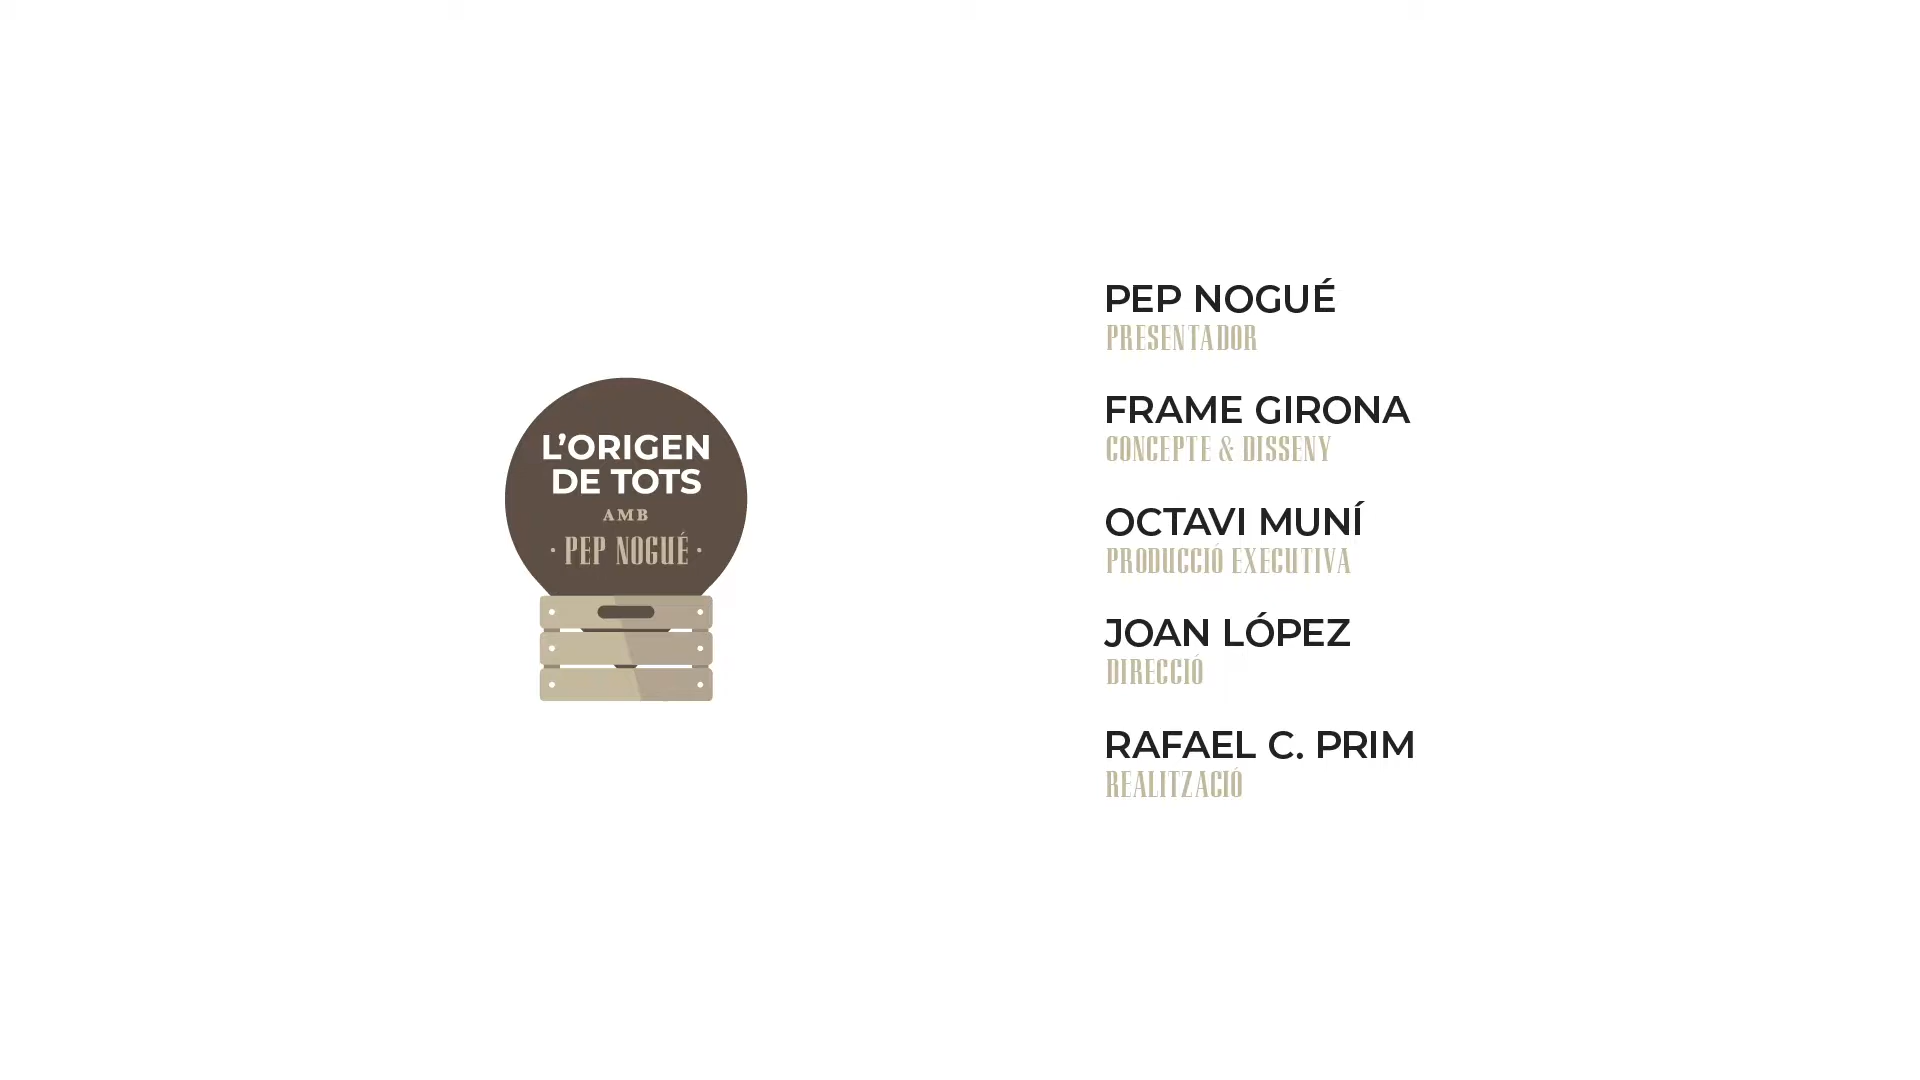 L'ORIGEN
DE TOTS
AMB
· PEP NOGUÉ ·
PEP NOGUÉ
PRESENTADOR
FRAME GIRONA
CONCEPTE & DISSENY
OCTAVI MUNÍ
PRODUCCIÓ EXECUTIVA
JOAN LÓPEZ
DIRECCIÓ
RAFAEL C. PRIM
REALITZACIÓ